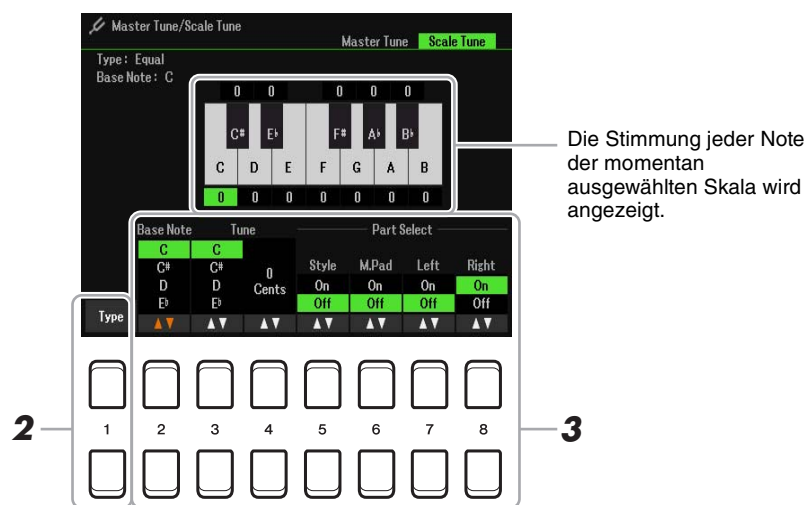 Master Tune/Scale Tune
Master Tune Scale Tune
Type: Equal
Base Note: C
0 0 0 0 0
C# E♭ F# A♭ B♭
C D E F G A B
0 0 0 0 0 0 0
Die Stimmung jeder Note
der momentan
ausgewählten Skala wird
angezeigt.
Base Note Tune Part Select
C C
C# C# 0 Style M.Pad Left Right
D D Cents On On On On
E♭ E♭ Off Off Off Off
Type
2 1 2 3 4 5 6 7 8 3